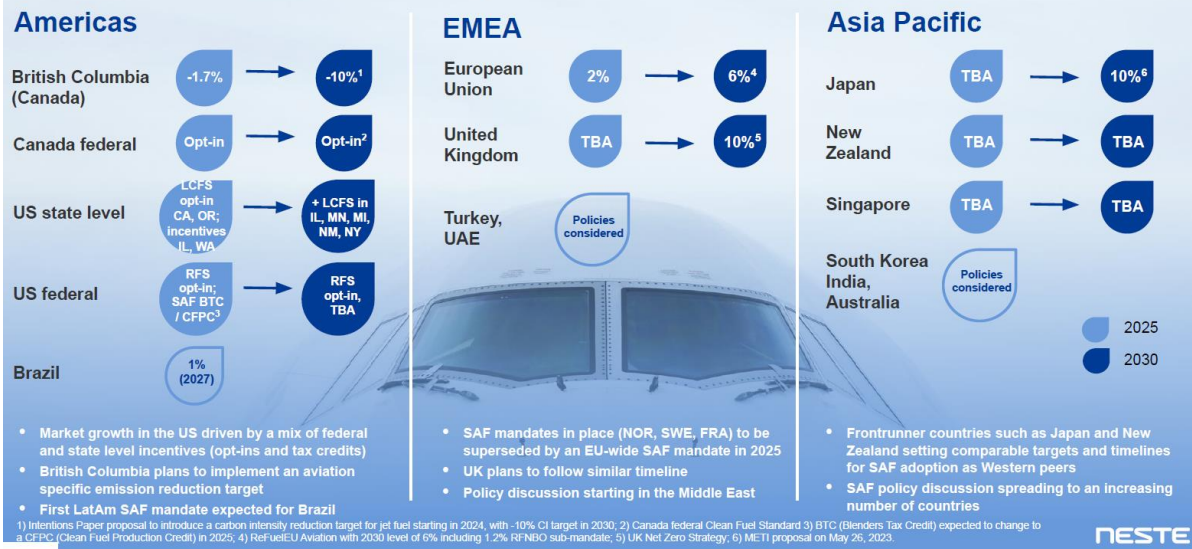 Americas
British Columbia
(Canada)
-1.7%
-10%¹
Canada federal
Opt-in
Opt-in²
US state level
LCFS
opt-in
CA, OR;
incentives
IL, WA
+ LCFS in
IL, MN, MI,
NM, NY
US federal
RFS
opt-in;
SAF BTC
/ CFPC³
RFS
opt-in,
TBA
Brazil
1%
(2027)
• Market growth in the US driven by a mix of federal
and state level incentives (opt-ins and tax credits)
• British Columbia plans to implement an aviation
specific emission reduction target
• First LatAm SAF mandate expected for Brazil
EMEA
European
Union
2%
6%⁴
United
Kingdom
TBA
10%⁵
Turkey,
UAE
Policies
considered
• SAF mandates in place (NOR, SWE, FRA) to be
superseded by an EU-wide SAF mandate in 2025
• UK plans to follow similar timeline
• Policy discussion starting in the Middle East
Asia Pacific
Japan
TBA
10%⁶
New
Zealand
TBA
TBA
Singapore
TBA
TBA
South Korea
India,
Australia
Policies
considered
2025
2030
• Frontrunner countries such as Japan and New
Zealand setting comparable targets and timelines
for SAF adoption as Western peers
• SAF policy discussion spreading to an increasing
number of countries
1) Intentions Paper proposal to introduce a carbon intensity reduction target for jet fuel starting in 2024, with -10% CI target in 2030; 2) Canada federal Clean Fuel Standard 3) BTC (Blenders Tax Credit) expected to change to
a CFPC (Clean Fuel Production Credit) in 2025; 4) ReFuelEU Aviation with 2030 level of 6% including 1.2% RFNBO sub-mandate; 5) UK Net Zero Strategy; 6) METI proposal on May 26, 2023.
NESTE